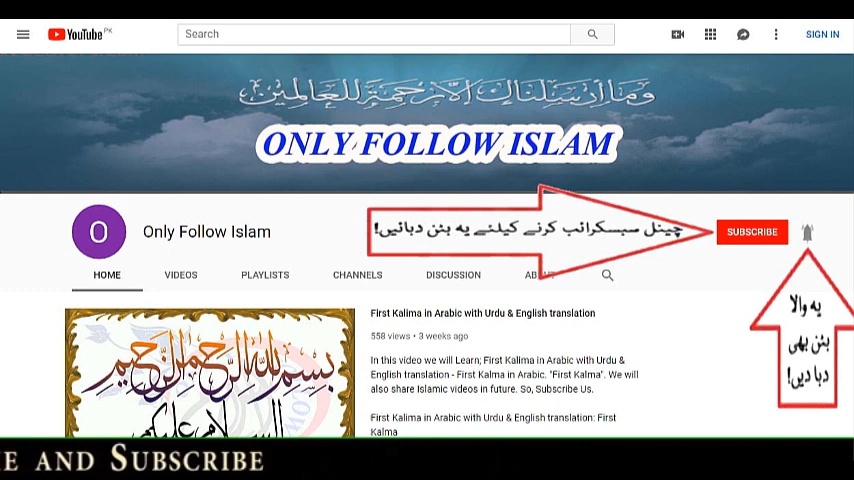 YouTube PK
Search
SIGN IN
وما أرسلناك إلا رحمة للعالمين
ONLY FOLLOW ISLAM
O
Only Follow Islam
چینل سبسکرائب کرنے کیلئے یہ بٹن دبائیں!
SUBSCRIBE
HOME VIDEOS PLAYLISTS CHANNELS DISCUSSION
یہ والا
بٹن بھی
دبا دیں!
First Kalima in Arabic with Urdu & English translation
558 views • 3 weeks ago
In this video we will Learn; First Kalima in Arabic with Urdu &
English translation - First Kalma in Arabic. "First Kalma". We will
also share Islamic videos in future. So, Subscribe Us.
First Kalima in Arabic with Urdu & English translation: First
Kalma
بسم الله الرحمن الرحيم
السلام عليكم
AND SUBSCRIBE